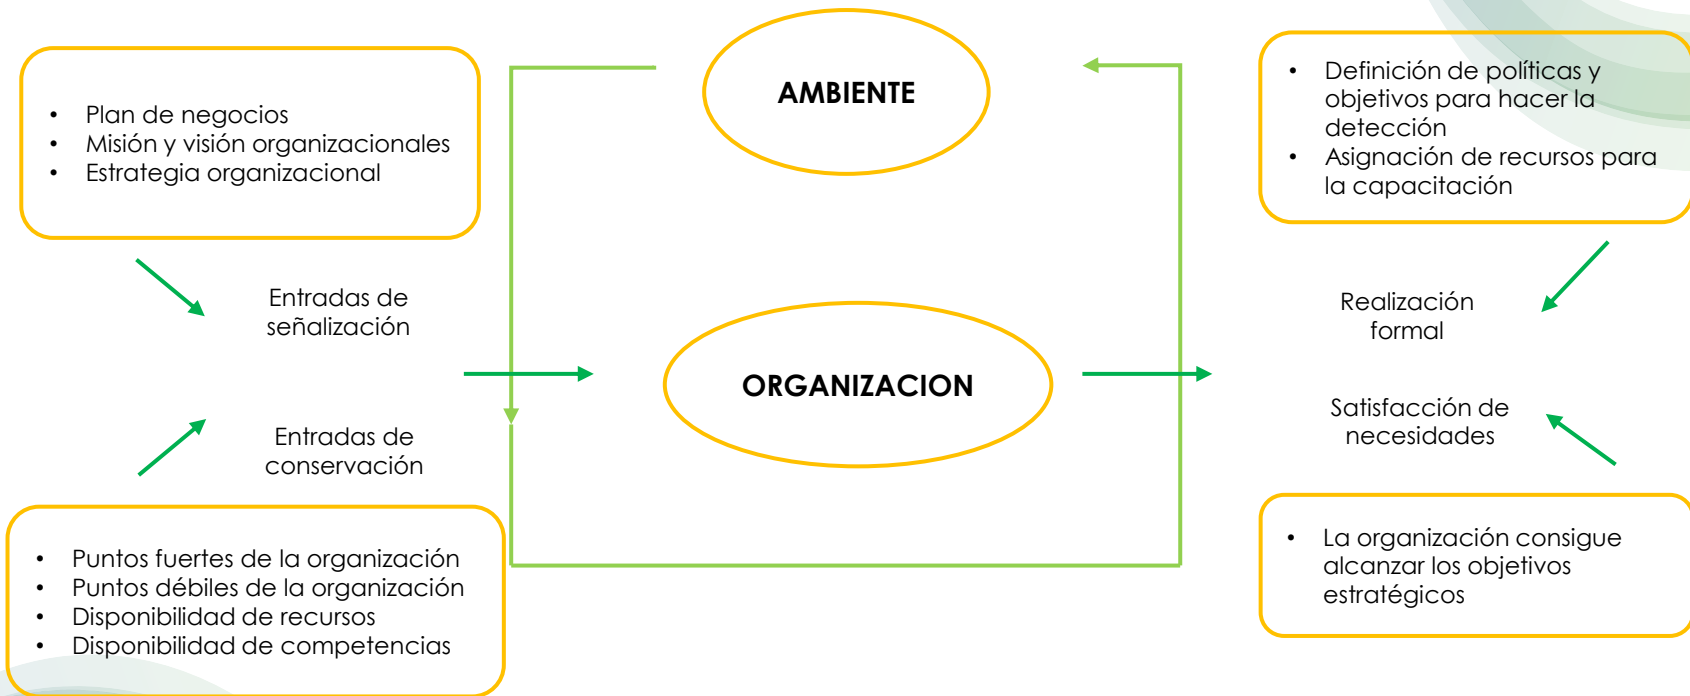 • Plan de negocios
• Misión y visión organizacionales
• Estrategia organizacional
Entradas de
señalización
Entradas de
conservación
• Puntos fuertes de la organización
• Puntos débiles de la organización
• Disponibilidad de recursos
• Disponibilidad de competencias
AMBIENTE
ORGANIZACION
• Definición de políticas y
objetivos para hacer la
detección
• Asignación de recursos para
la capacitación
Realización
formal
Satisfacción de
necesidades
• La organización consigue
alcanzar los objetivos
estratégicos